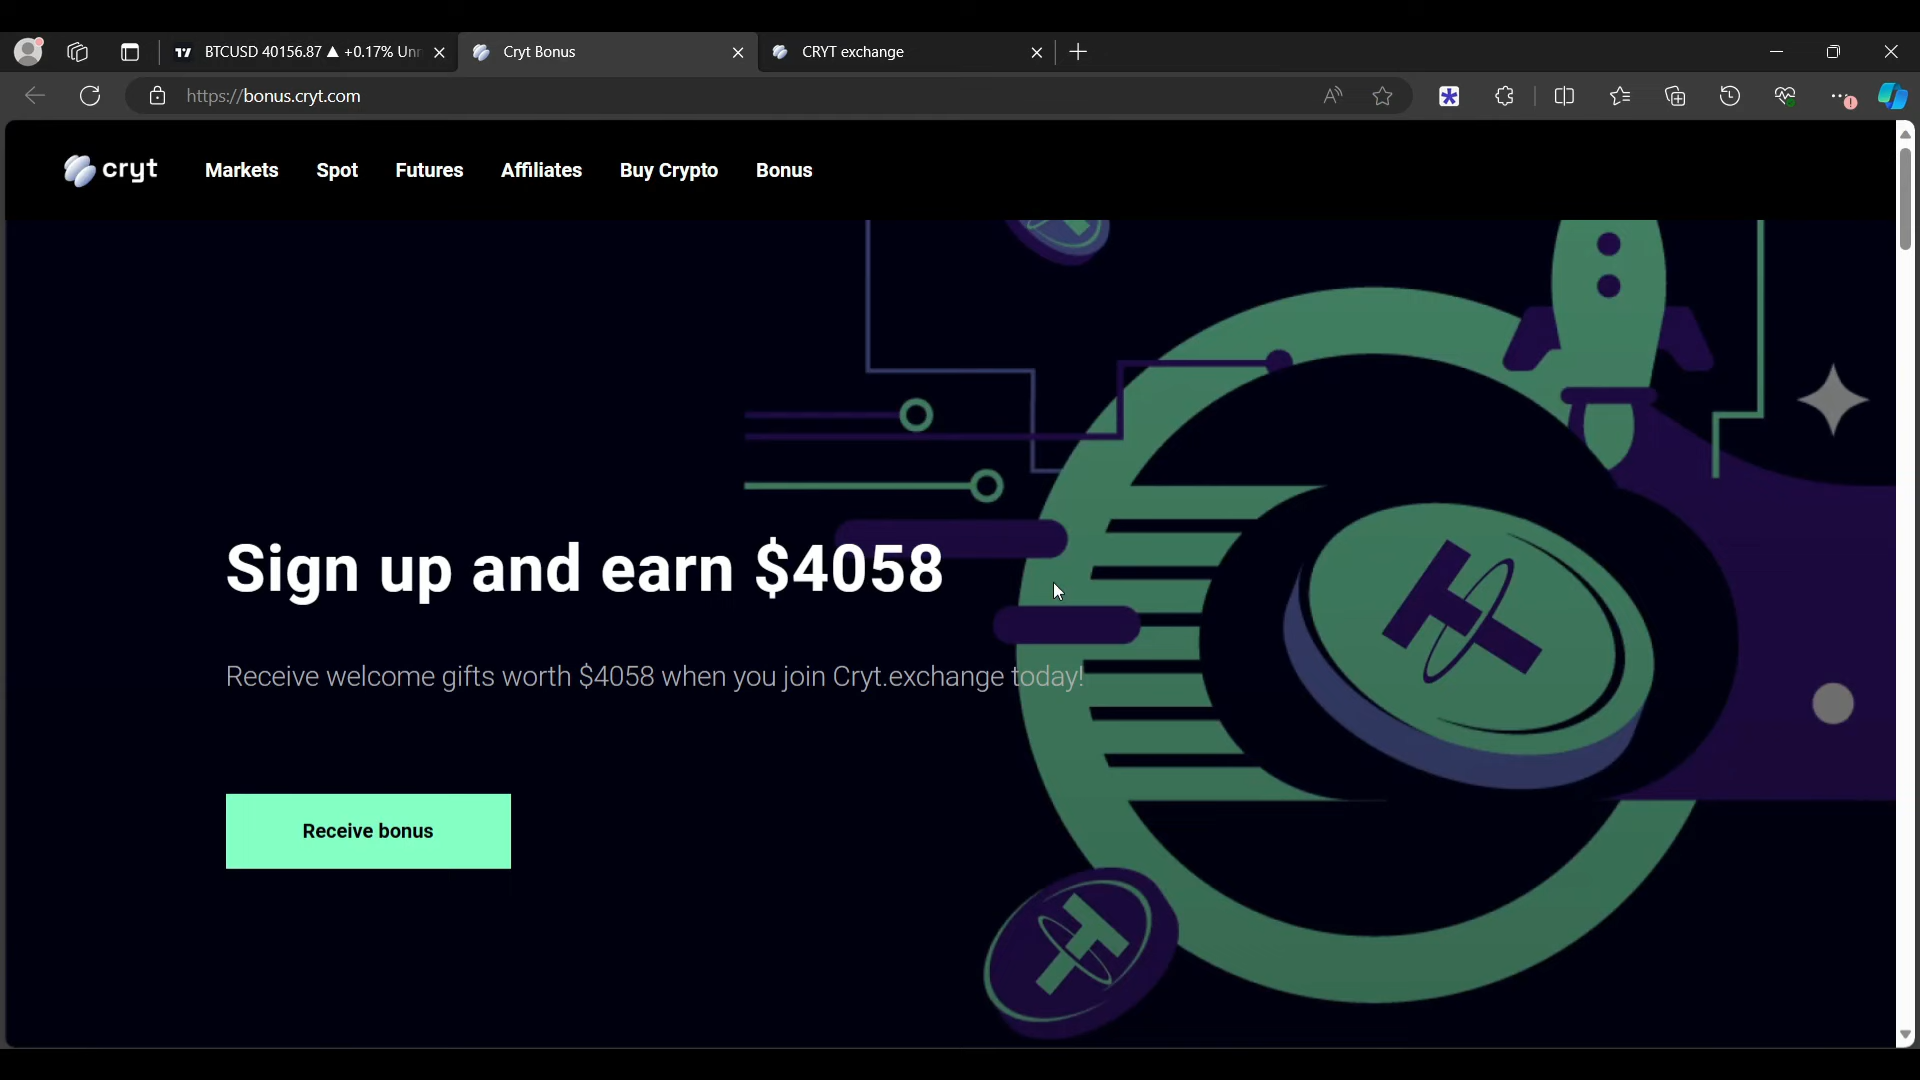 BTCUSD 40156.87 ▲ +0.17% Un
Cryt Bonus
CRYT exchange
https://bonus.cryt.com
cryt
Markets
Spot
Futures
Affiliates
Buy Crypto
Bonus
Sign up and earn $4058
Receive welcome gifts worth $4058 when you join Cryt.exchange today!
Receive bonus